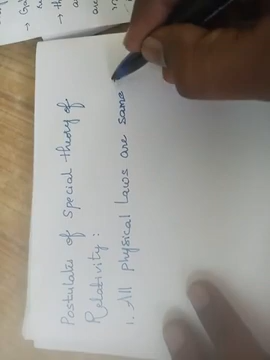 Postulates of Special theory of
Relativity:
1. All physical Laws are same